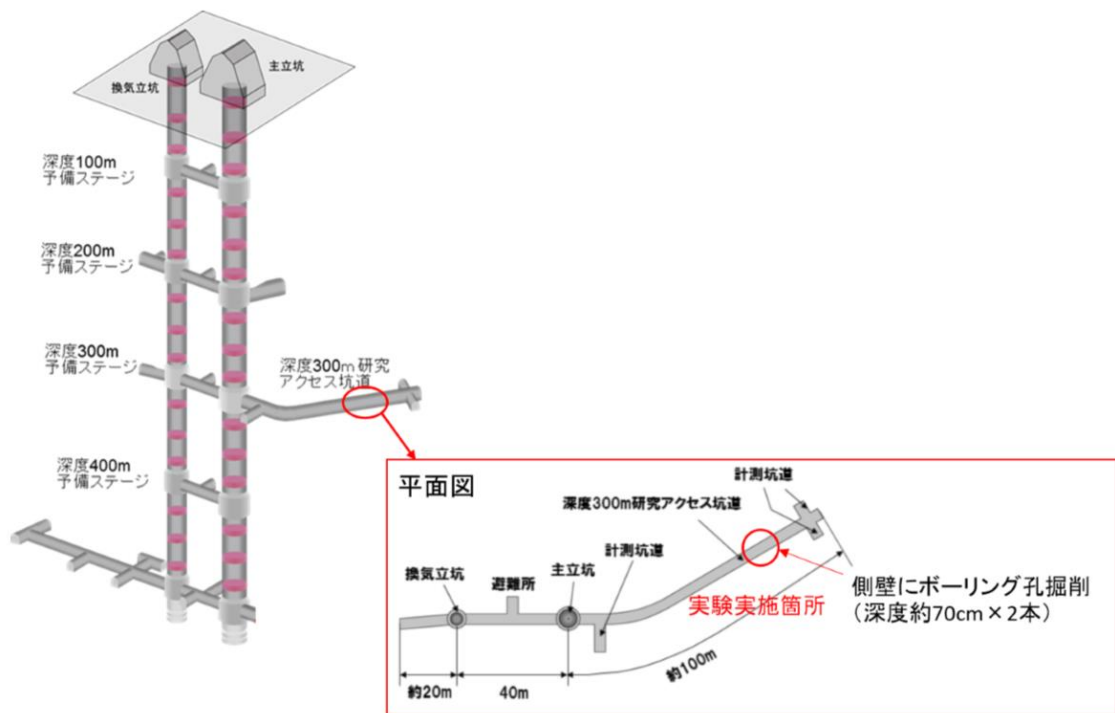 換気立坑
主立坑
深度100m
予備ステージ
深度200m
予備ステージ
深度300m
予備ステージ
深度300m研究
アクセス坑道
深度400m
予備ステージ
平面図
計測坑道
深度300m研究アクセス坑道
計測坑道
換気立坑
避難所
主立坑
実験実施箇所
側壁にボーリング孔掘削
（深度約70cm×2本）
約100m
約20m
40m